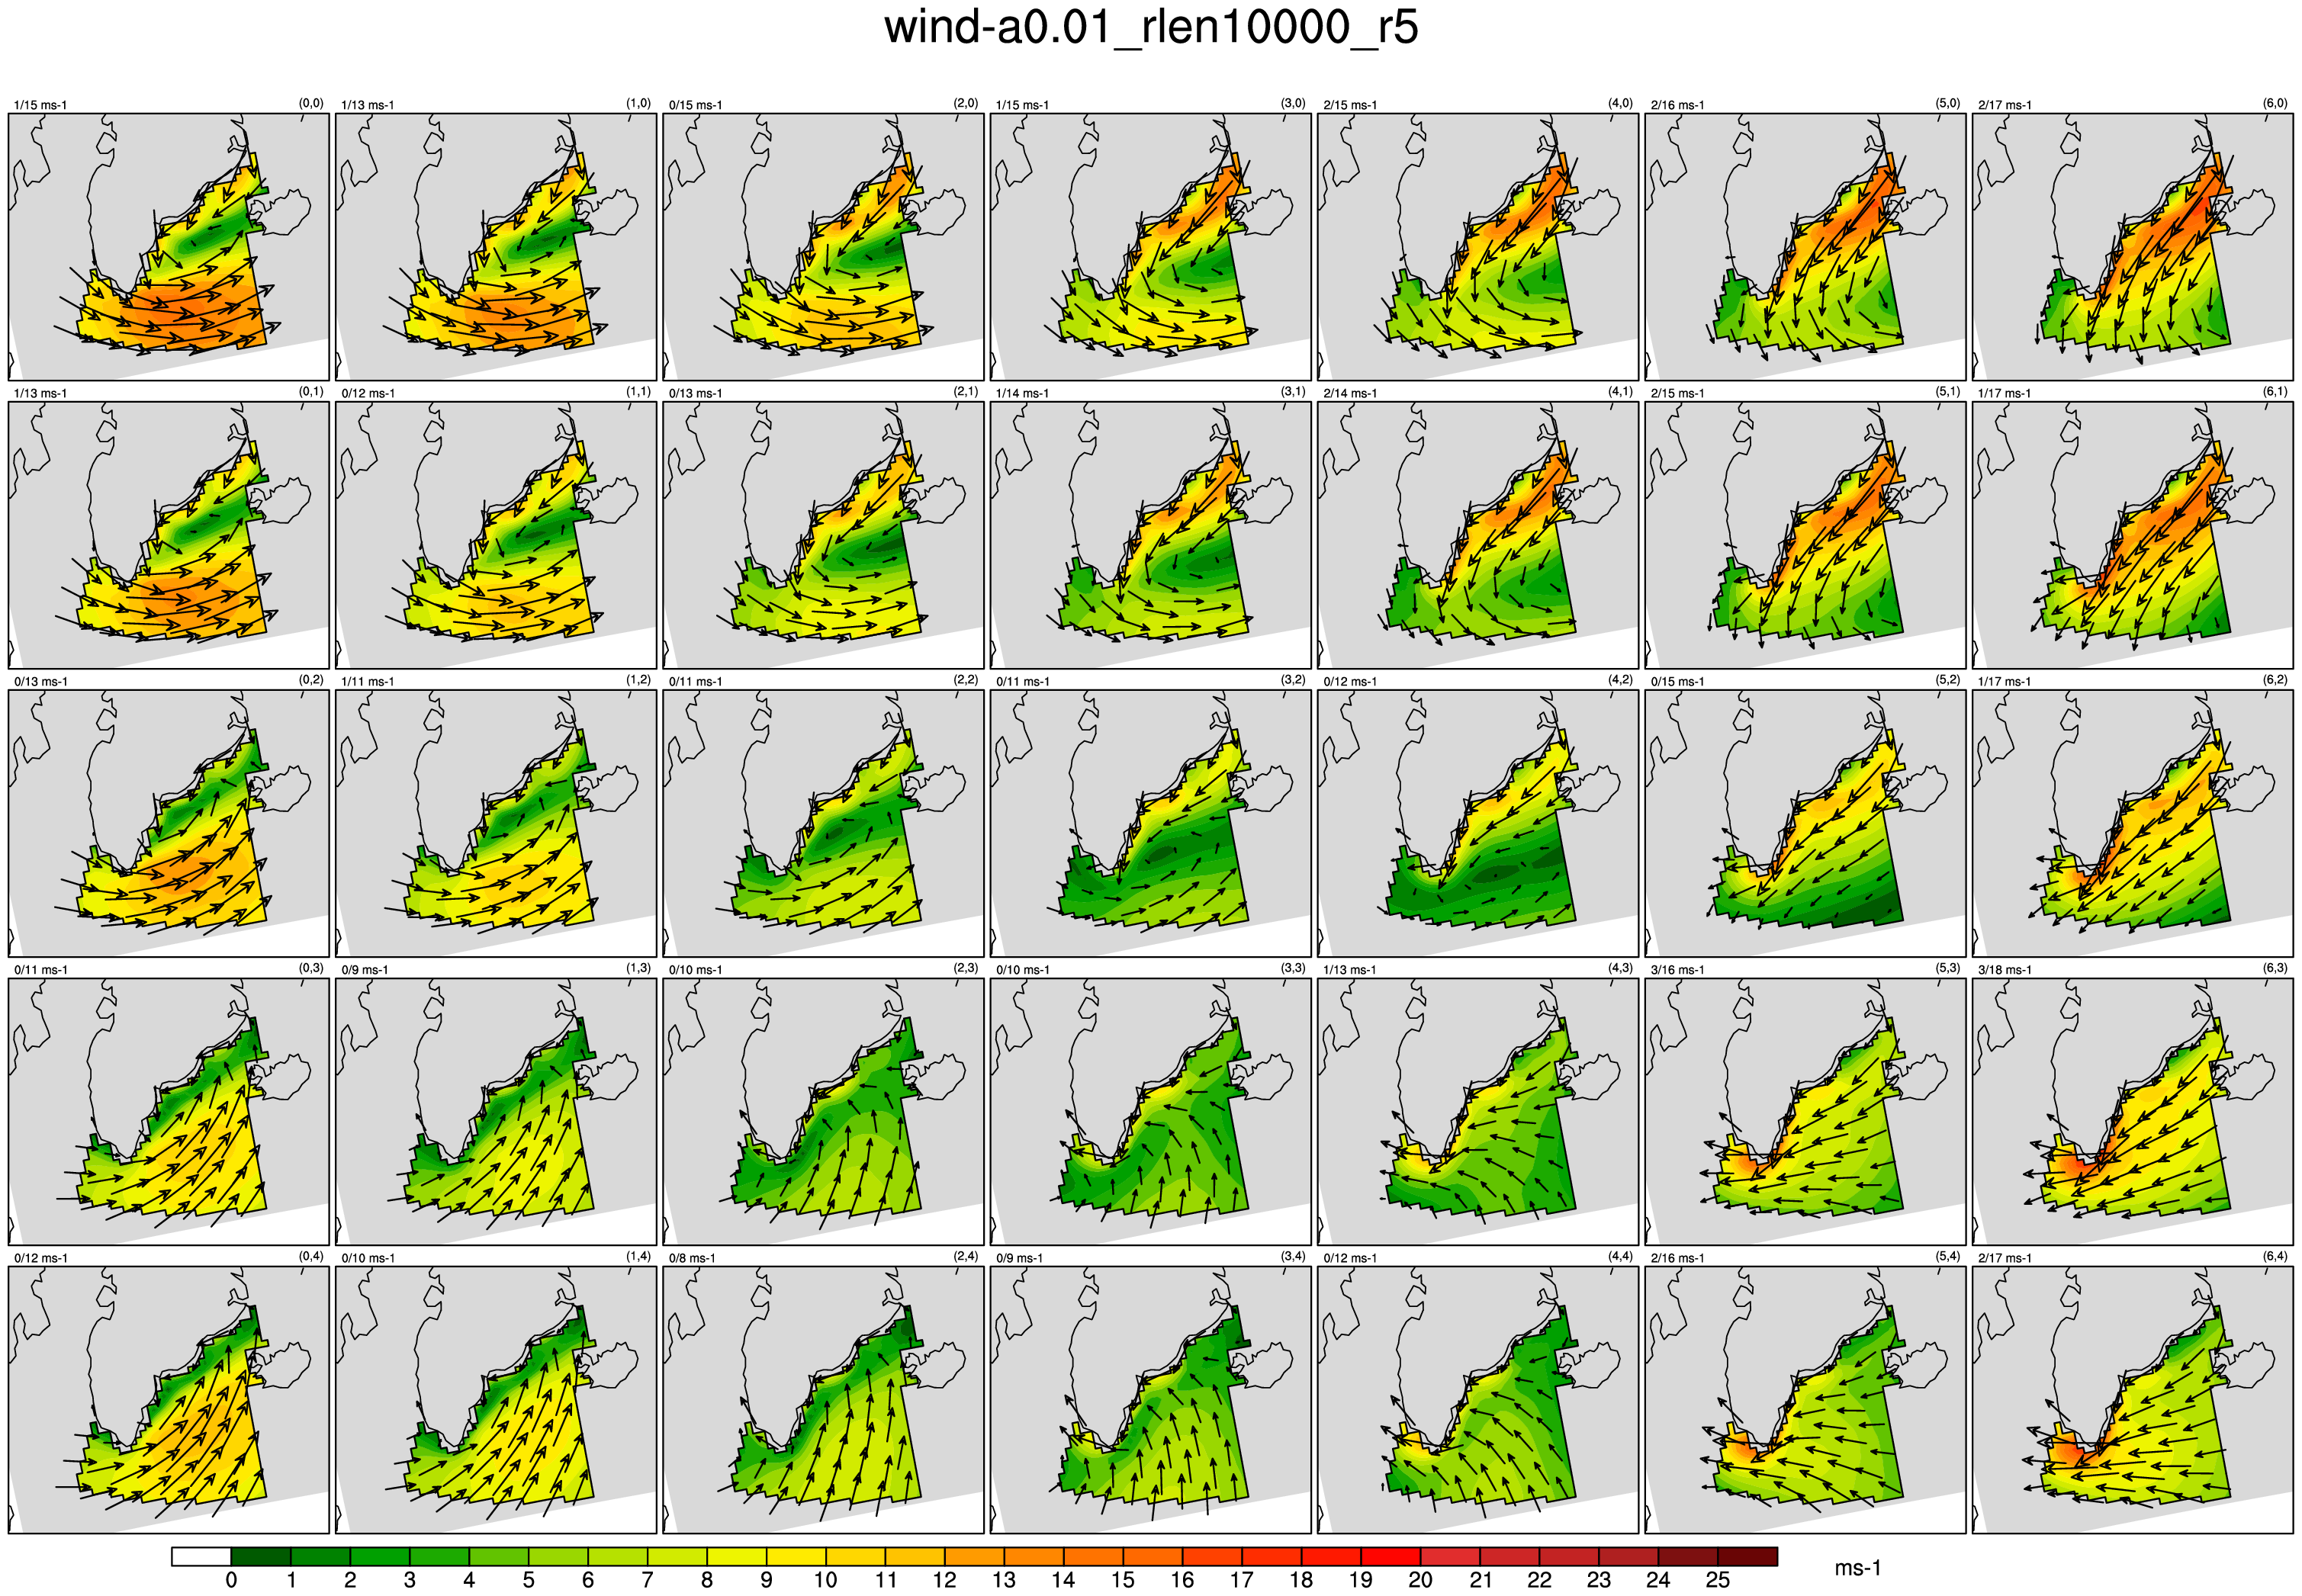 wind-a0.01_rlen10000_r5
1/15 ms-1 (0,0) 1/13 ms-1 (1,0) 0/15 ms-1 (2,0) 1/15 ms-1 (3,0) 2/15 ms-1 (4,0) 2/16 ms-1 (5,0) 2/17 ms-1 (6,0)
1/13 ms-1 (0,1) 0/12 ms-1 (1,1) 0/13 ms-1 (2,1) 1/14 ms-1 (3,1) 2/14 ms-1 (4,1) 2/15 ms-1 (5,1) 1/17 ms-1 (6,1)
0/13 ms-1 (0,2) 1/11 ms-1 (1,2) 0/11 ms-1 (2,2) 0/11 ms-1 (3,2) 0/12 ms-1 (4,2) 0/15 ms-1 (5,2) 1/17 ms-1 (6,2)
0/11 ms-1 (0,3) 0/9 ms-1 (1,3) 0/10 ms-1 (2,3) 0/10 ms-1 (3,3) 1/13 ms-1 (4,3) 3/16 ms-1 (5,3) 3/18 ms-1 (6,3)
0/12 ms-1 (0,4) 0/10 ms-1 (1,4) 0/8 ms-1 (2,4) 0/9 ms-1 (3,4) 0/12 ms-1 (4,4) 2/16 ms-1 (5,4) 2/17 ms-1 (6,4)
0 1 2 3 4 5 6 7 8 9 10 11 12 13 14 15 16 17 18 19 20 21 22 23 24 25 ms-1